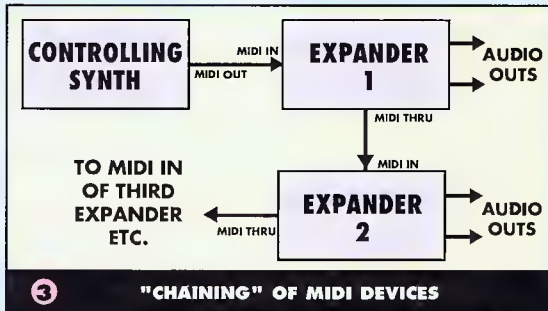 CONTROLLING
SYNTH
MIDI OUT
MIDI IN
EXPANDER
1
AUDIO
OUTS
MIDI THRU
MIDI IN
EXPANDER
2
AUDIO
OUTS
MIDI THRU
TO MIDI IN
OF THIRD
EXPANDER
ETC.
3 "CHAINING" OF MIDI DEVICES